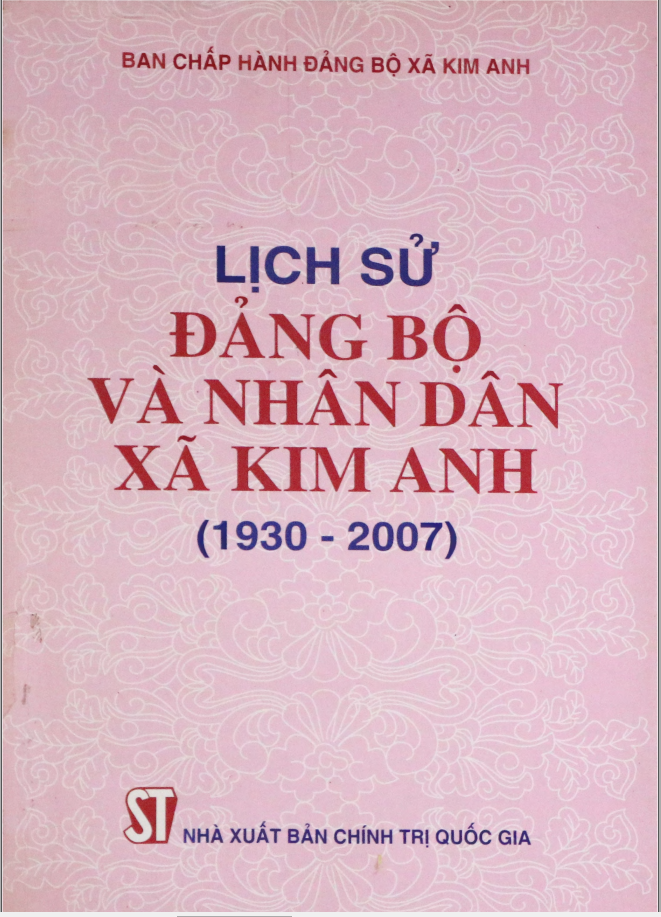 BAN CHẤP HÀNH ĐẢNG BỘ XÃ KIM ANH
LỊCH SỬ
ĐẢNG BỘ
VÀ NHÂN DÂN
XÃ KIM ANH
(1930 - 2007)
ST
NHÀ XUẤT BẢN CHÍNH TRỊ QUỐC GIA